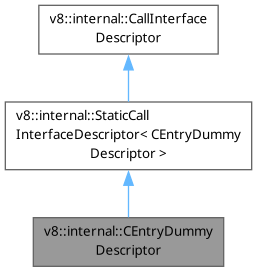 v8::internal::CallInterface
Descriptor
v8::internal::StaticCall
InterfaceDescriptor< CEntryDummy
Descriptor >
v8::internal::CEntryDummy
Descriptor